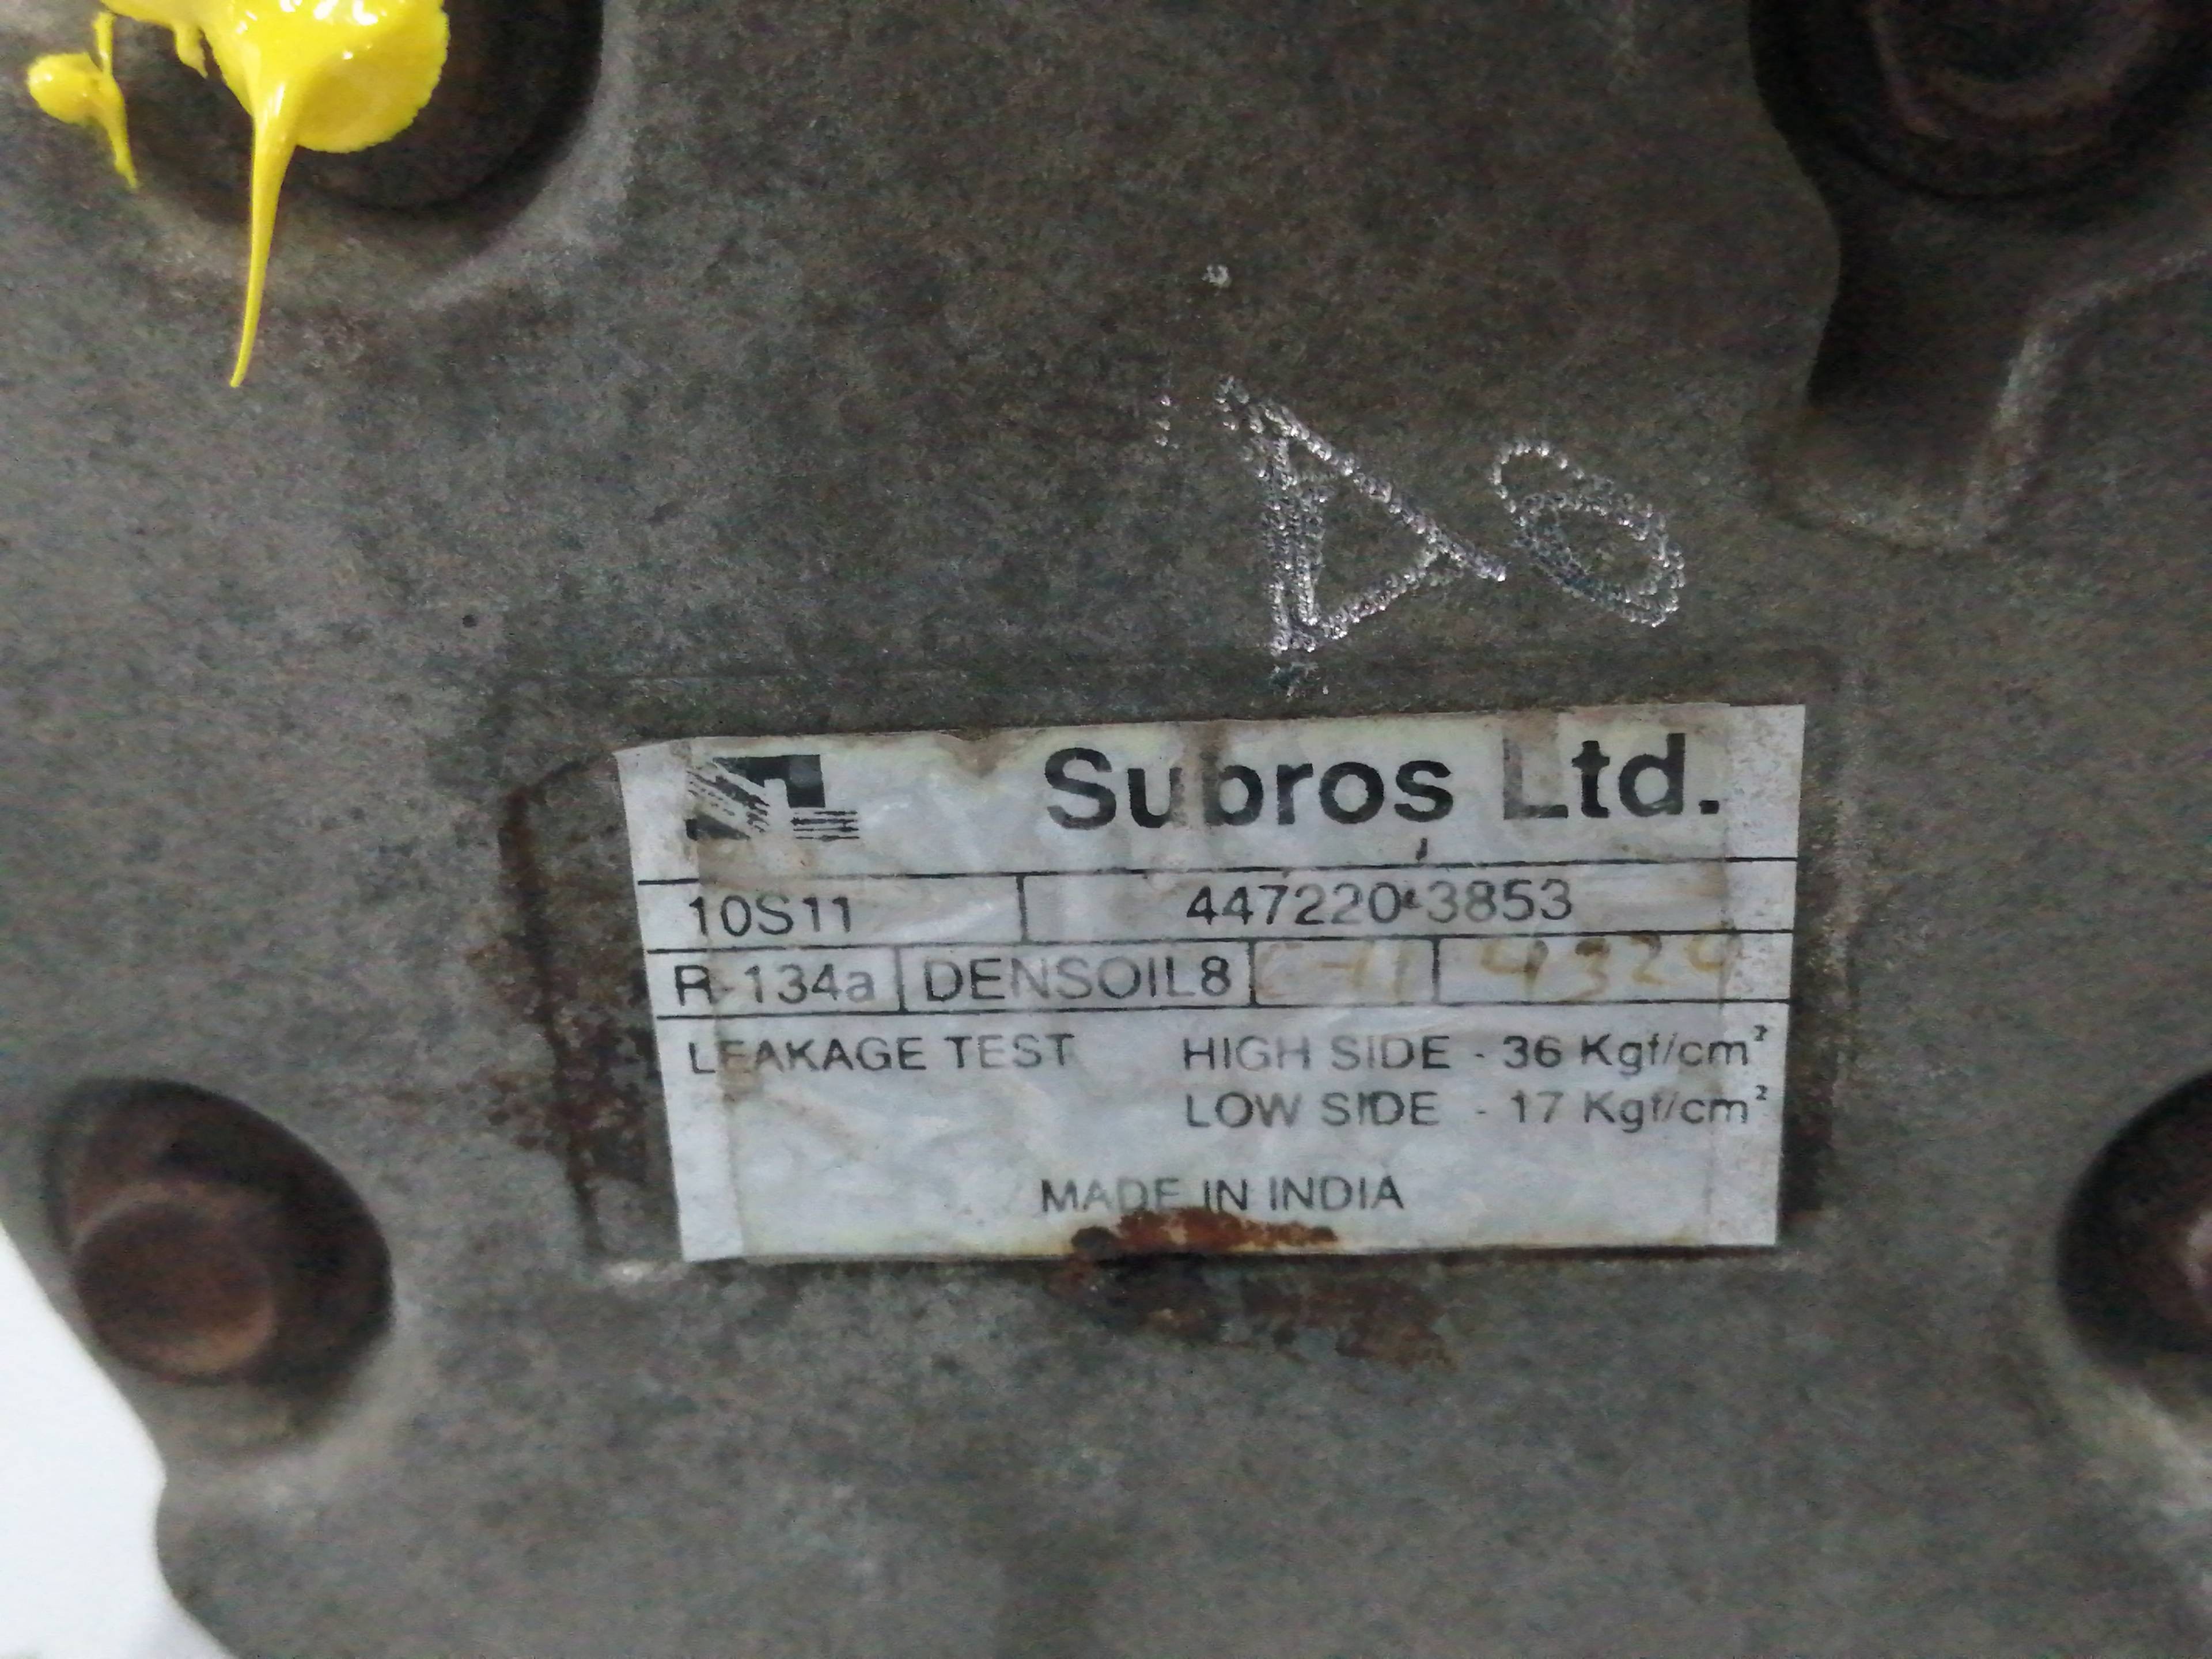 Subros Ltd.
10S11 447220-3853
R-134a DENSOIL8 4329
LEAKAGE TEST HIGH SIDE - 36 Kgf/cm²
LOW SIDE - 17 Kgf/cm²
MADE IN INDIA